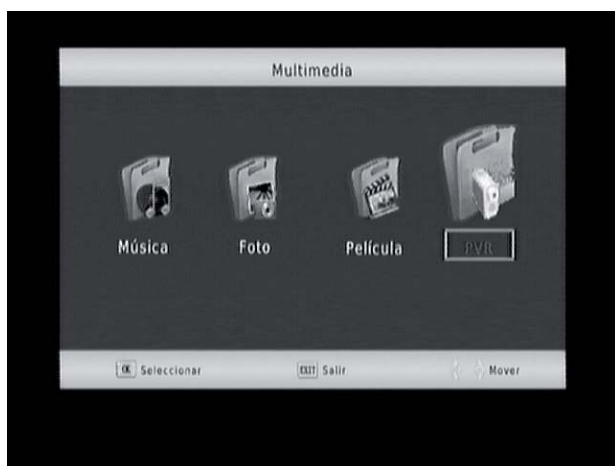 Multimedia
Música Foto Película PVR
OK Seleccionar EXIT Salir Mover